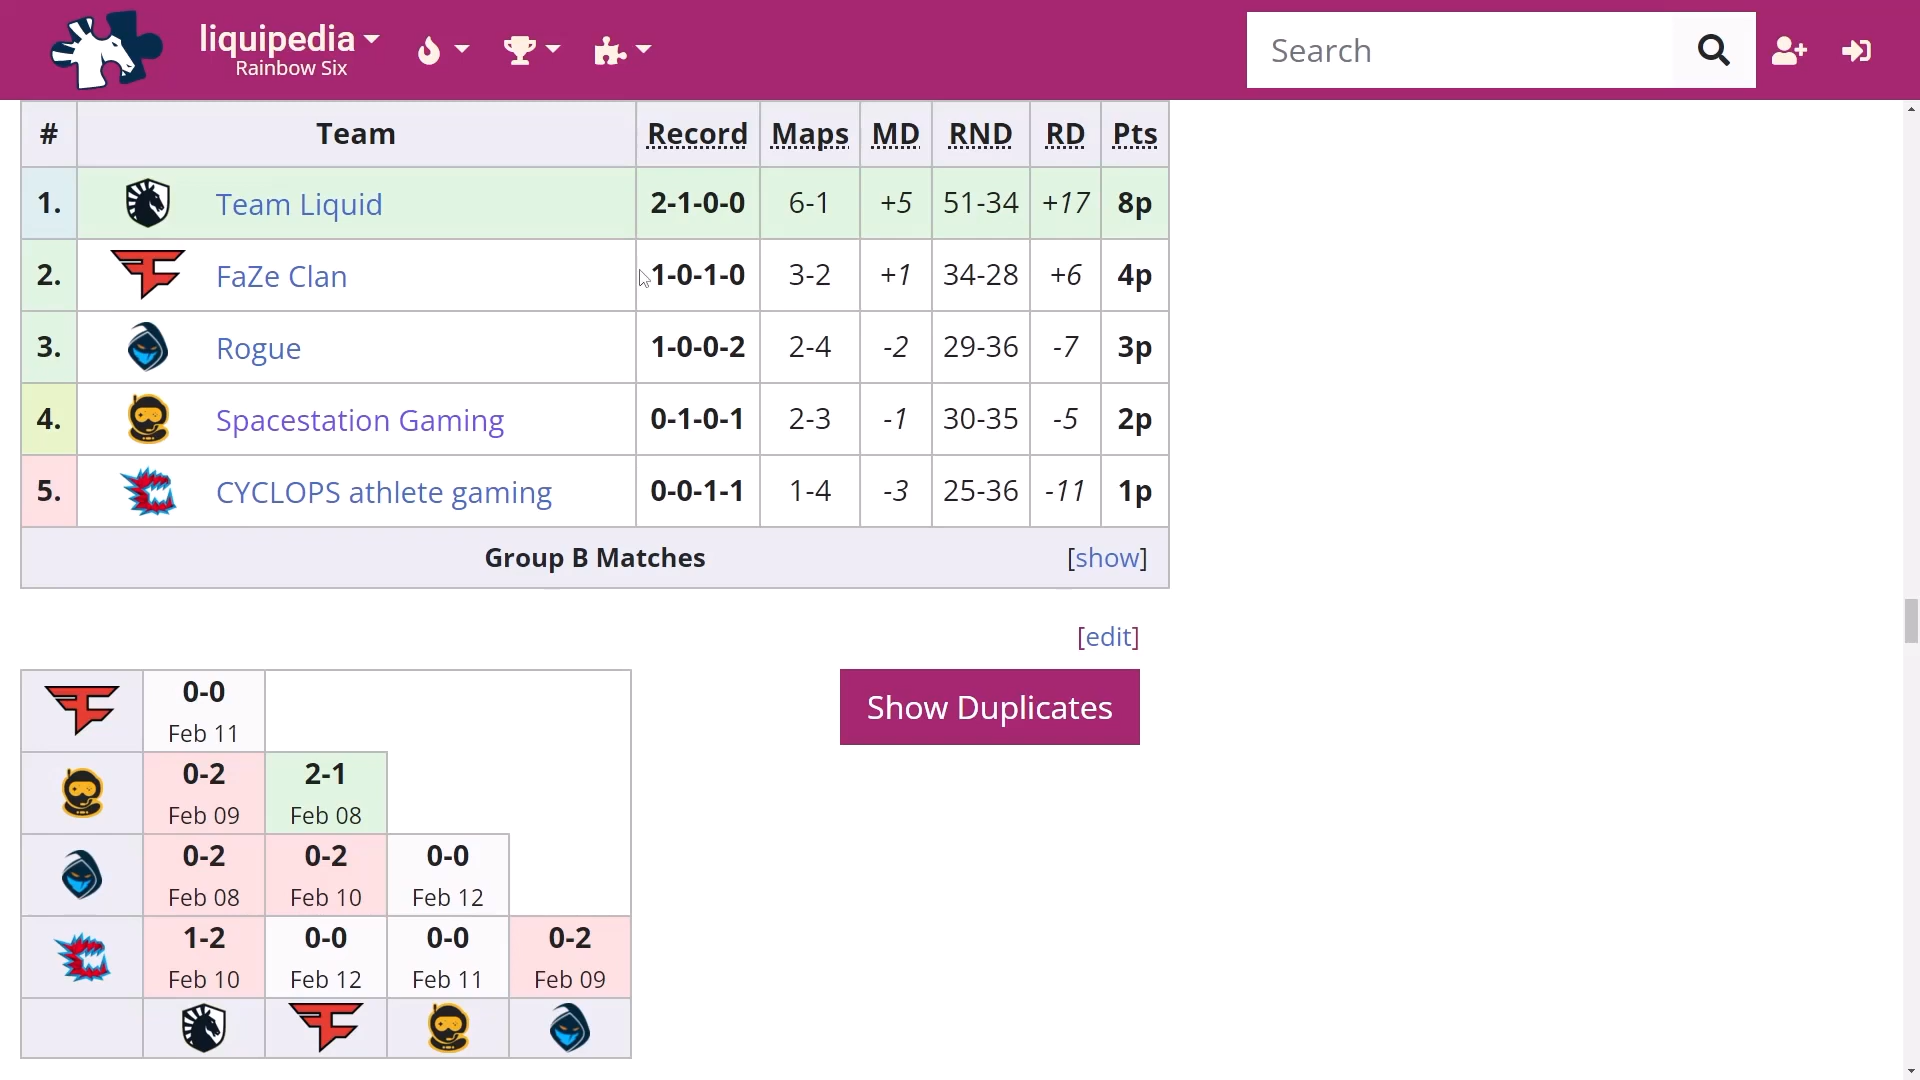 liquipedia
Rainbow Six
Search
# Team Record Maps MD RND RD Pts
1. Team Liquid 2-1-0-0 6-1 +5 51-34 +17 8p
2. FaZe Clan 1-0-1-0 3-2 +1 34-28 +6 4p
3. Rogue 1-0-0-2 2-4 -2 29-36 -7 3p
4. Spacestation Gaming 0-1-0-1 2-3 -1 30-35 -5 2p
5. CYCLOPS athlete gaming 0-0-1-1 1-4 -3 25-36 -11 1p
Group B Matches [show]
[edit]
Show Duplicates
0-0
Feb 11
0-2 2-1
Feb 09 Feb 08
0-2 0-2 0-0
Feb 08 Feb 10 Feb 12
1-2 0-0 0-0 0-2
Feb 10 Feb 12 Feb 11 Feb 09